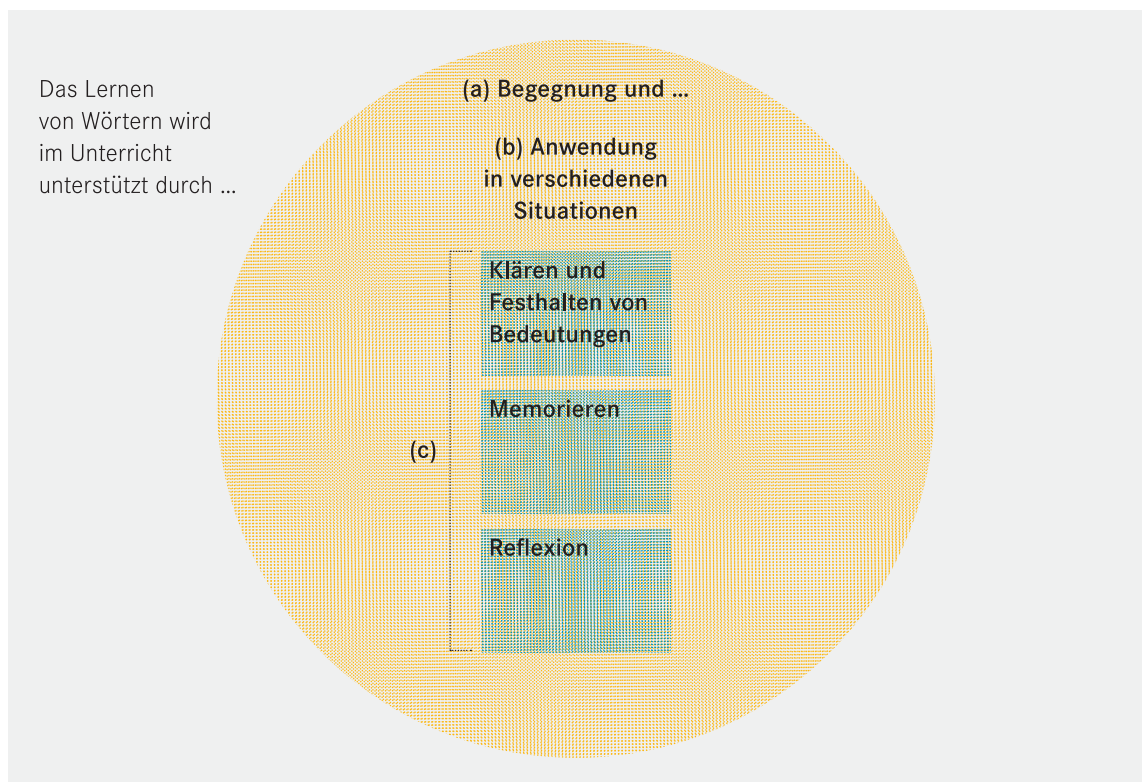 Das Lernen
von Wörtern wird
im Unterricht
unterstützt durch ...
(a) Begegnung und ...
(b) Anwendung
in verschiedenen
Situationen
(c)
Klären und
Festhalten von
Bedeutungen
Memorieren
Reflexion